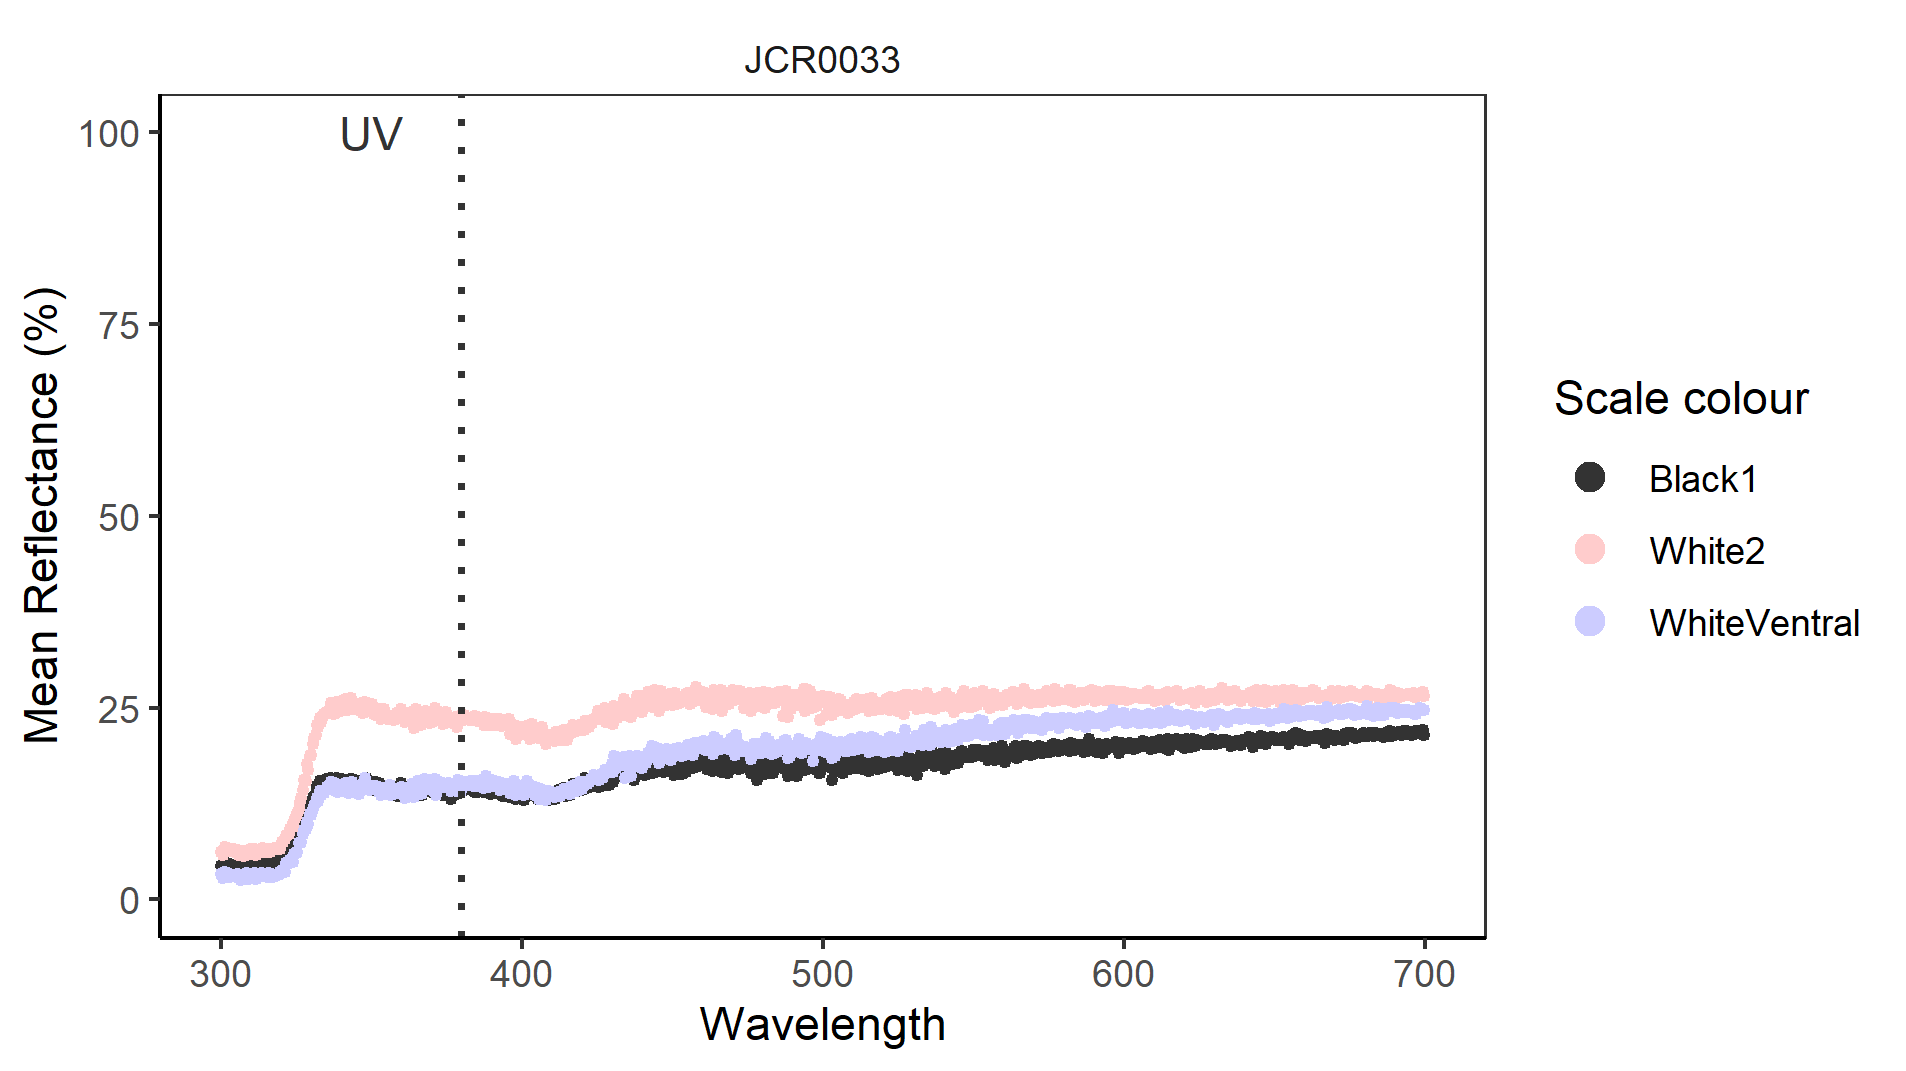 JCR0033
UV
100
75
50
25
0
Mean Reflectance (%)
300 400 500 600 700
Wavelength
Scale colour
Black1
White2
WhiteVentral